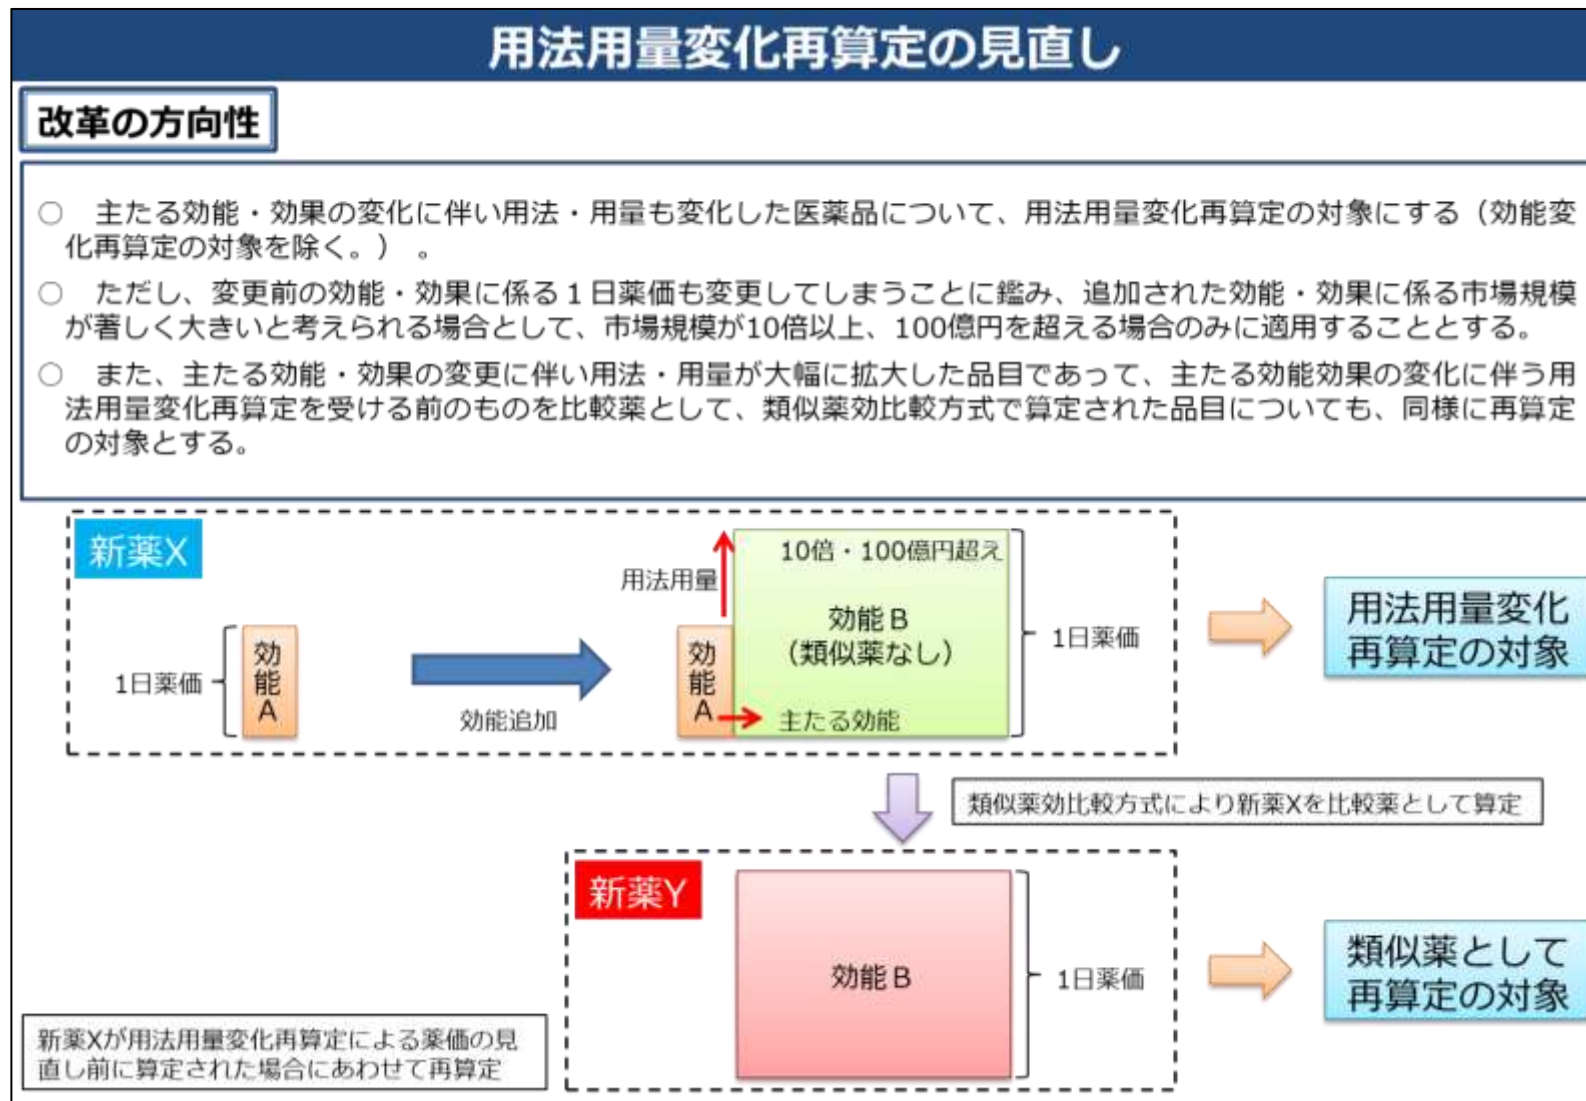 用法用量変化再算定の見直し
改革の方向性
○　主たる効能・効果の変化に伴い用法・用量も変化した医薬品について、用法用量変化再算定の対象にする（効能変
化再算定の対象を除く。） 。
○　ただし、変更前の効能・効果に係る１日薬価も変更してしまうことに鑑み、追加された効能・効果に係る市場規模
が著しく大きいと考えられる場合として、市場規模が10倍以上、100億円を超える場合のみに適用することとする。
○　また、主たる効能・効果の変更に伴い用法・用量が大幅に拡大した品目であって、主たる効能効果の変化に伴う用
法用量変化再算定を受ける前のものを比較薬として、類似薬効比較方式で算定された品目についても、同様に再算定
の対象とする。
新薬X
1日薬価
効能A
効能追加
用法用量
効能A
10倍・100億円超え
効能Ｂ
（類似薬なし）
主たる効能
1日薬価
用法用量変化
再算定の対象
類似薬効比較方式により新薬Xを比較薬として算定
新薬Y
効能Ｂ
1日薬価
類似薬として
再算定の対象
新薬Xが用法用量変化再算定による薬価の見
直し前に算定された場合にあわせて再算定